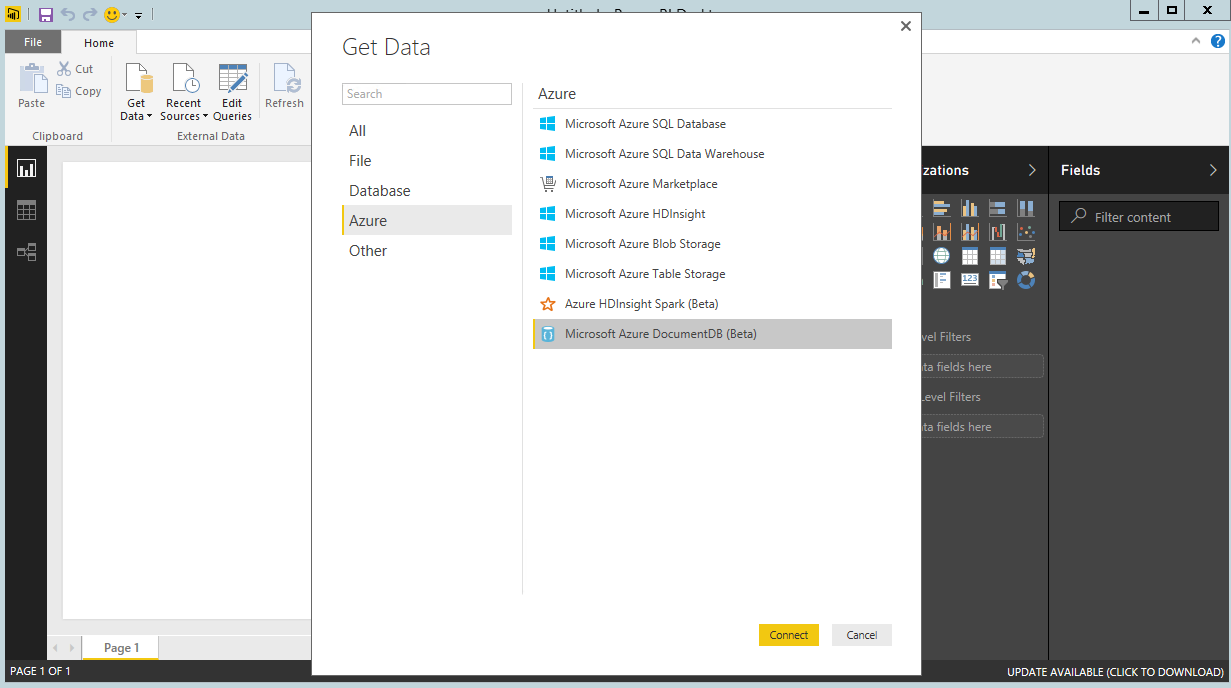 File
Home
Paste
Cut
Copy
Clipboard
Get
Data
Recent
Sources
Edit
Queries
Refresh
External Data
Get Data
Search
All
File
Database
Azure
Other
Azure
Microsoft Azure SQL Database
Microsoft Azure SQL Data Warehouse
Microsoft Azure Marketplace
Microsoft Azure HDInsight
Microsoft Azure Blob Storage
Microsoft Azure Table Storage
Azure HDInsight Spark (Beta)
Microsoft Azure DocumentDB (Beta)
Connect
Cancel
zations
Fields
Filter content
123
vel Filters
ta fields here
Level Filters
ta fields here
Page 1
PAGE 1 OF 1
UPDATE AVAILABLE (CLICK TO DOWNLOAD)